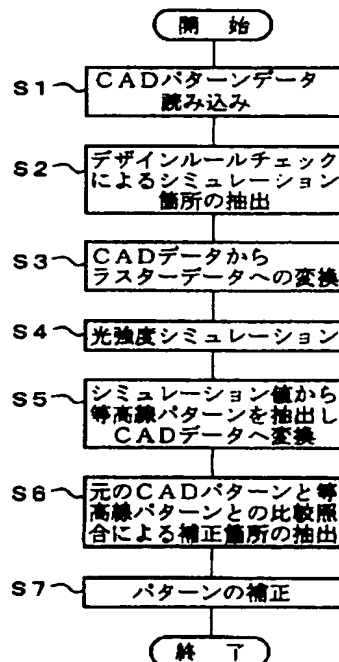 開始
S1
CADパターンデータ
読み込み
S2
デザインルールチェック
によるシミュレーション
箇所の抽出
S3
CADデータから
ラスターデータへの変換
S4
光強度シミュレーション
S5
シミュレーション値から
等高線パターンを抽出し
CADデータへ変換
S6
元のCADパターンと等
高線パターンとの比較照
合による補正箇所の抽出
S7
パターンの補正
終了